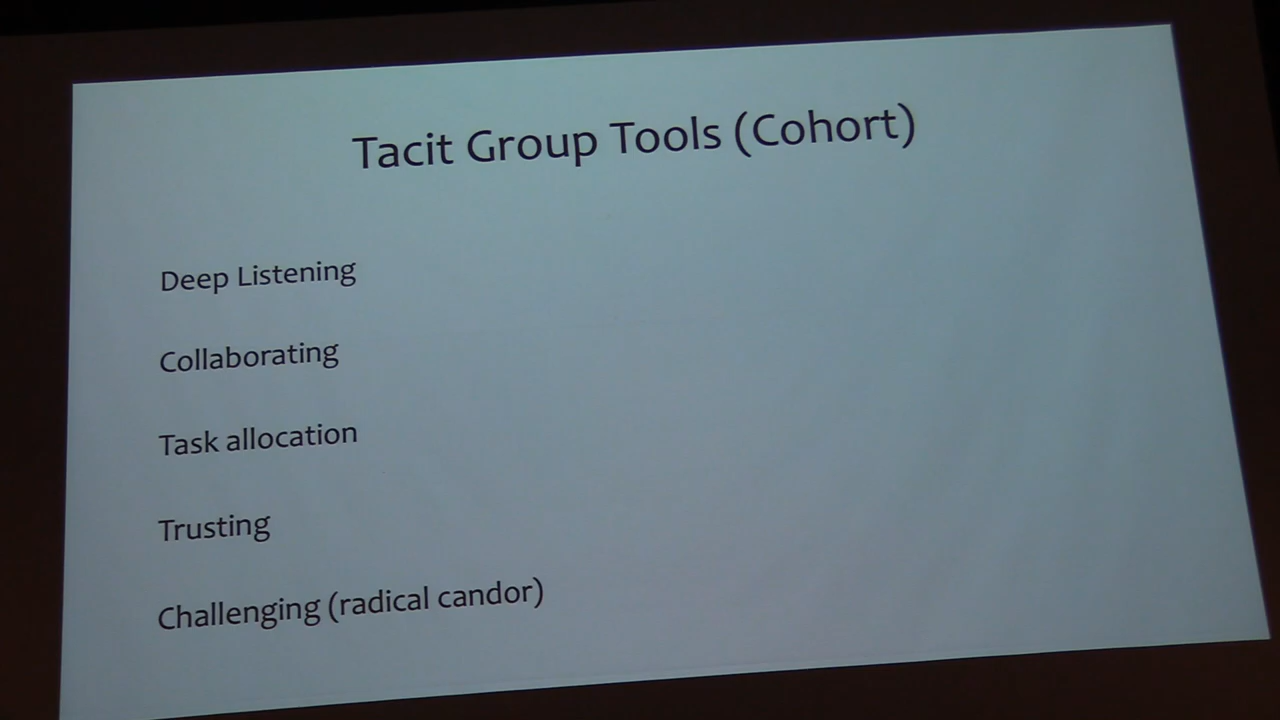 Tacit Group Tools (Cohort)
Deep Listening
Collaborating
Task allocation
Trusting
Challenging (radical candor)